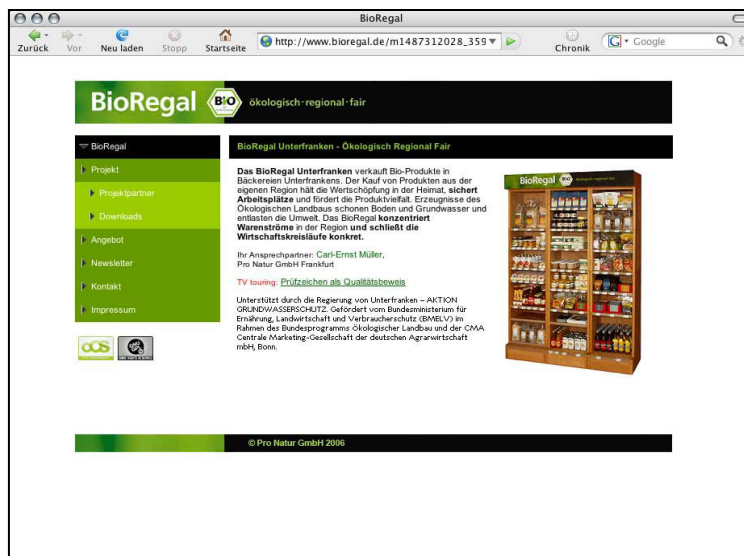 BioRegal
Zurück Vor Neu laden Stopp Startseite http://www.bioregal.de/m1487312028_359 Chronik Google
BioRegal BIO ökologisch·regional·fair
BioRegal
Projekt
Projektpartner
Downloads
Angebot
Newsletter
Kontakt
Impressum
BioRegal Unterfranken - Ökologisch Regional Fair
Das BioRegal Unterfranken verkauft Bio-Produkte in
Bäckereien Unterfrankens. Der Kauf von Produkten aus der
eigenen Region hält die Wertschöpfung in der Heimat, sichert
Arbeitsplätze und fördert die Produktvielfalt. Erzeugnisse des
Ökologischen Landbaus schonen Boden und Grundwasser und
entlasten die Umwelt. Das BioRegal konzentriert
Warenströme in der Region und schließt die
Wirtschaftskreisläufe konkret.
Ihr Ansprechpartner: Carl-Ernst Müller,
Pro Natur GmbH Frankfurt
TV touring: Prüfzeichen als Qualitätsbeweis
Unterstützt durch die Regierung von Unterfranken – AKTION
GRUNDWASSERSCHUTZ. Gefördert vom Bundesministerium für
Ernährung, Landwirtschaft und Verbraucherschutz (BMELV) im
Rahmen des Bundesprogramms Ökologischer Landbau und der CMA
Centrale Marketing-Gesellschaft der deutschen Agrarwirtschaft
mbH, Bonn.
BioRegal
© Pro Natur GmbH 2006